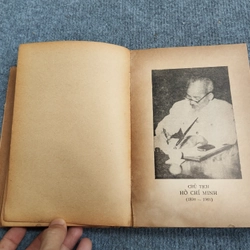 CHỦ TỊCH
HỒ CHÍ MINH
(1890 – 1969)